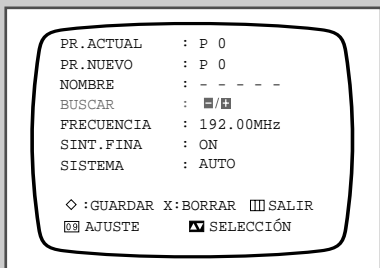 PR.ACTUAL : P 0
PR.NUEVO : P 0
NOMBRE : - - - - -
BUSCAR : -/+
FRECUENCIA : 192.00MHz
SINT.FINA : ON
SISTEMA : AUTO
◇ :GUARDAR X:BORRAR SALIR
09 AJUSTE ▲▼ SELECCIÓN